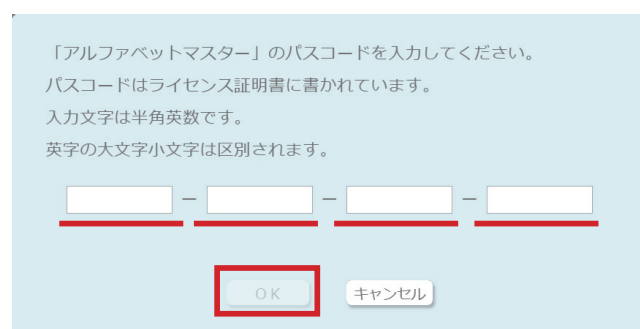 「アルファベットマスター」のパスコードを入力してください。
パスコードはライセンス証明書に書かれています。
入力文字は半角英数です。
英字の大文字小文字は区別されます。
－ － －
OK キャンセル